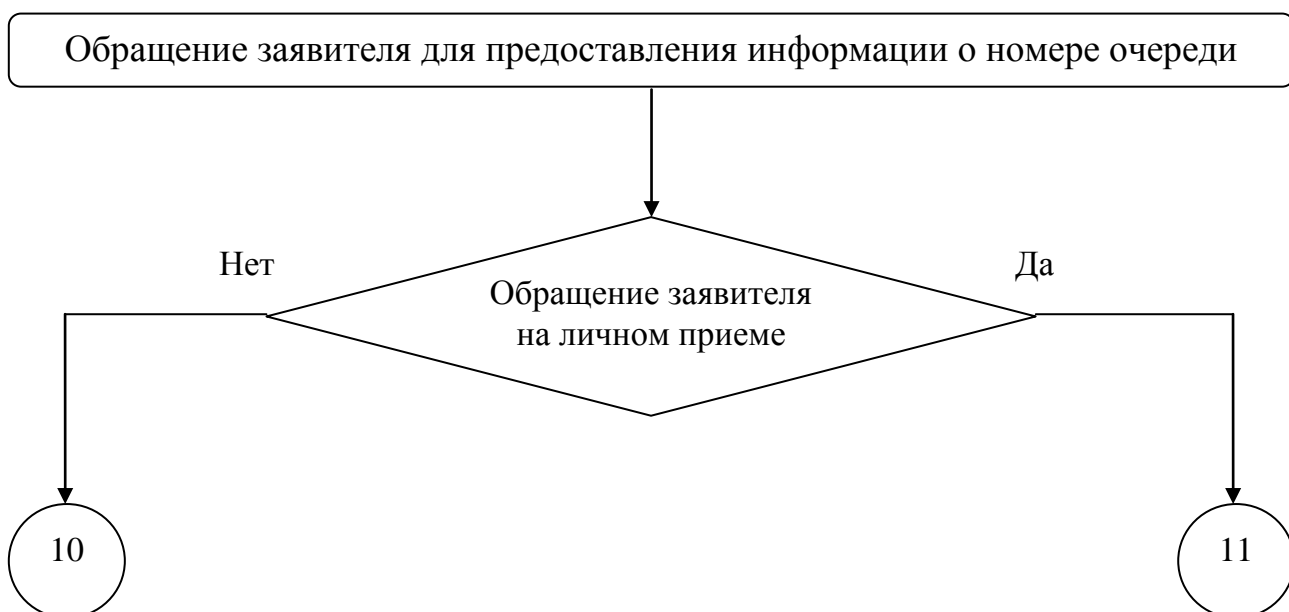 Обращение заявителя для предоставления информации о номере очереди
Нет
Да
Обращение заявителя
на личном приеме
10
11